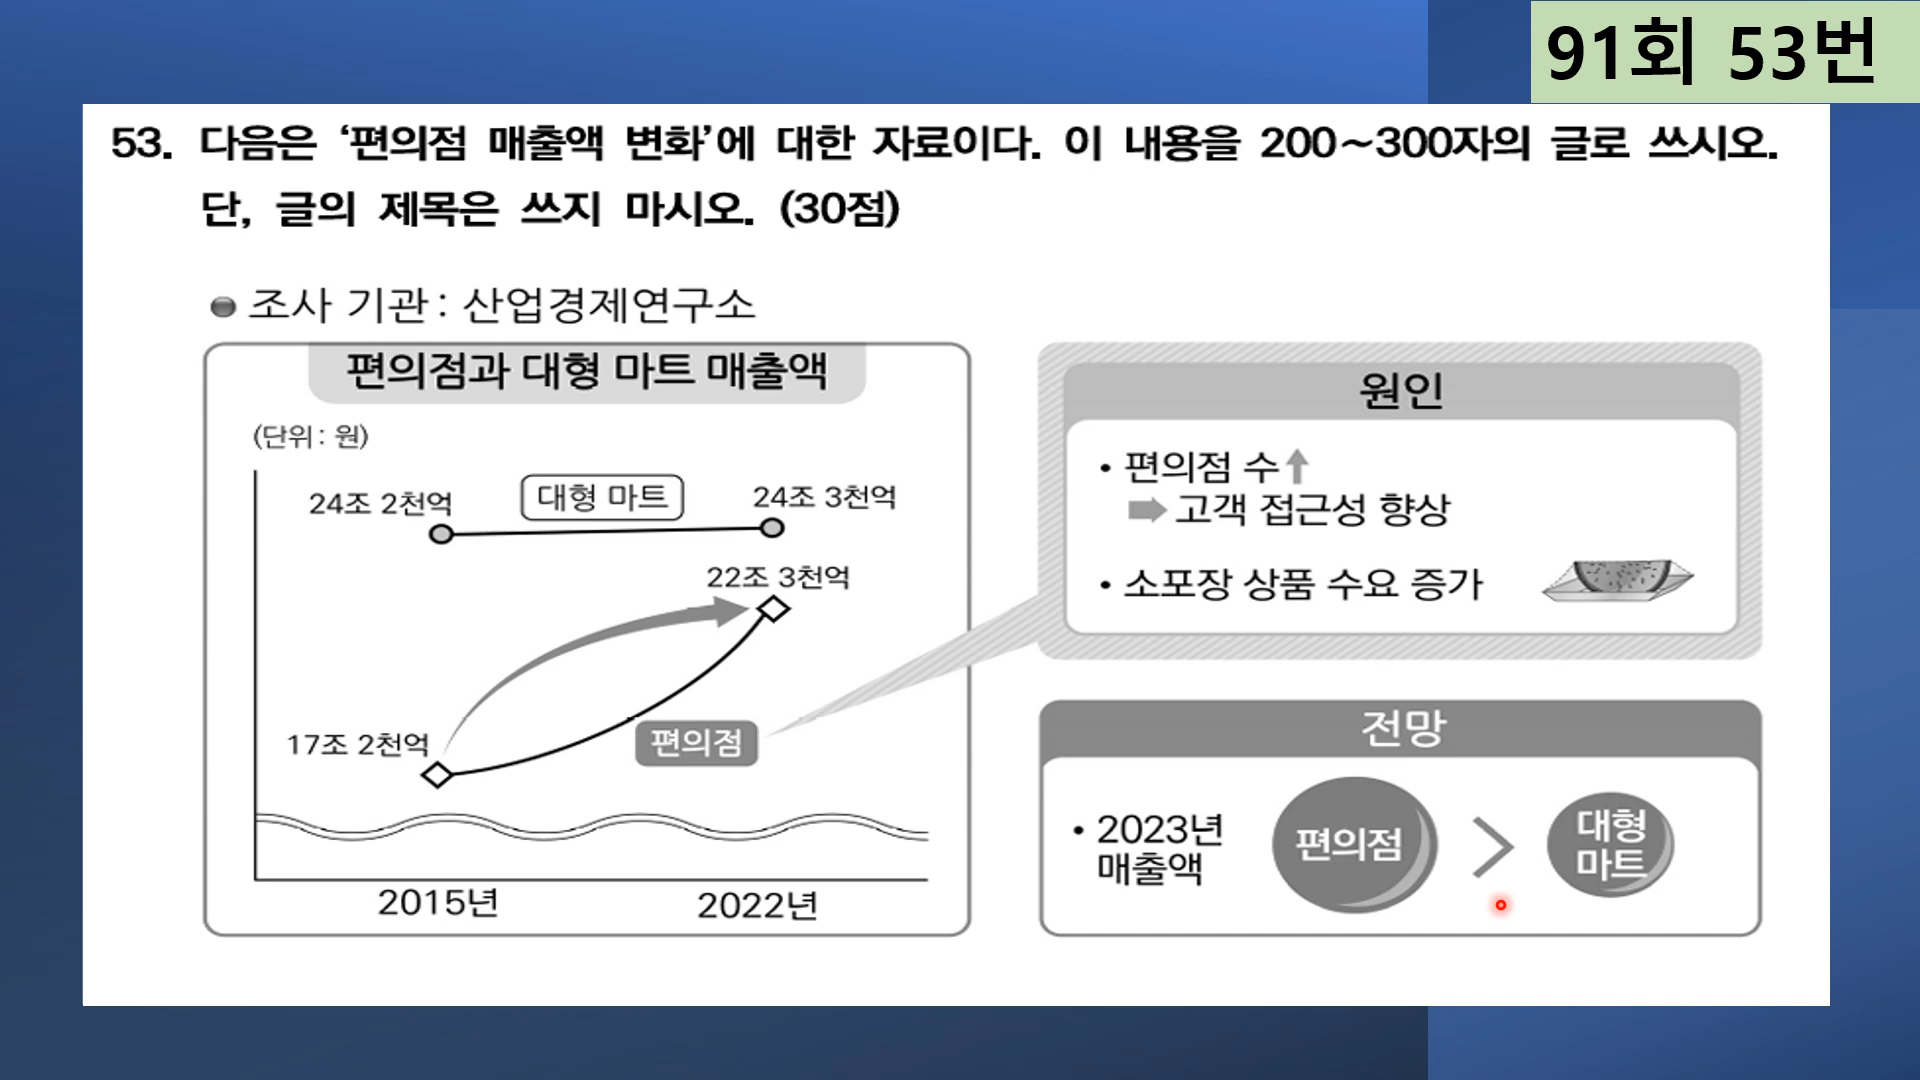 91회 53번
53. 다음은 ‘편의점 매출액 변화’에 대한 자료이다. 이 내용을 200~300자의 글로 쓰시오.
단, 글의 제목은 쓰지 마시오. (30점)
조사 기관 : 산업경제연구소
편의점과 대형 마트 매출액
(단위 : 원)
24조 2천억
대형 마트
24조 3천억
22조 3천억
17조 2천억
편의점
2015년
2022년
원인
• 편의점 수↑
➡ 고객 접근성 향상
• 소포장 상품 수요 증가
전망
• 2023년
매출액
편의점
>
대형
마트